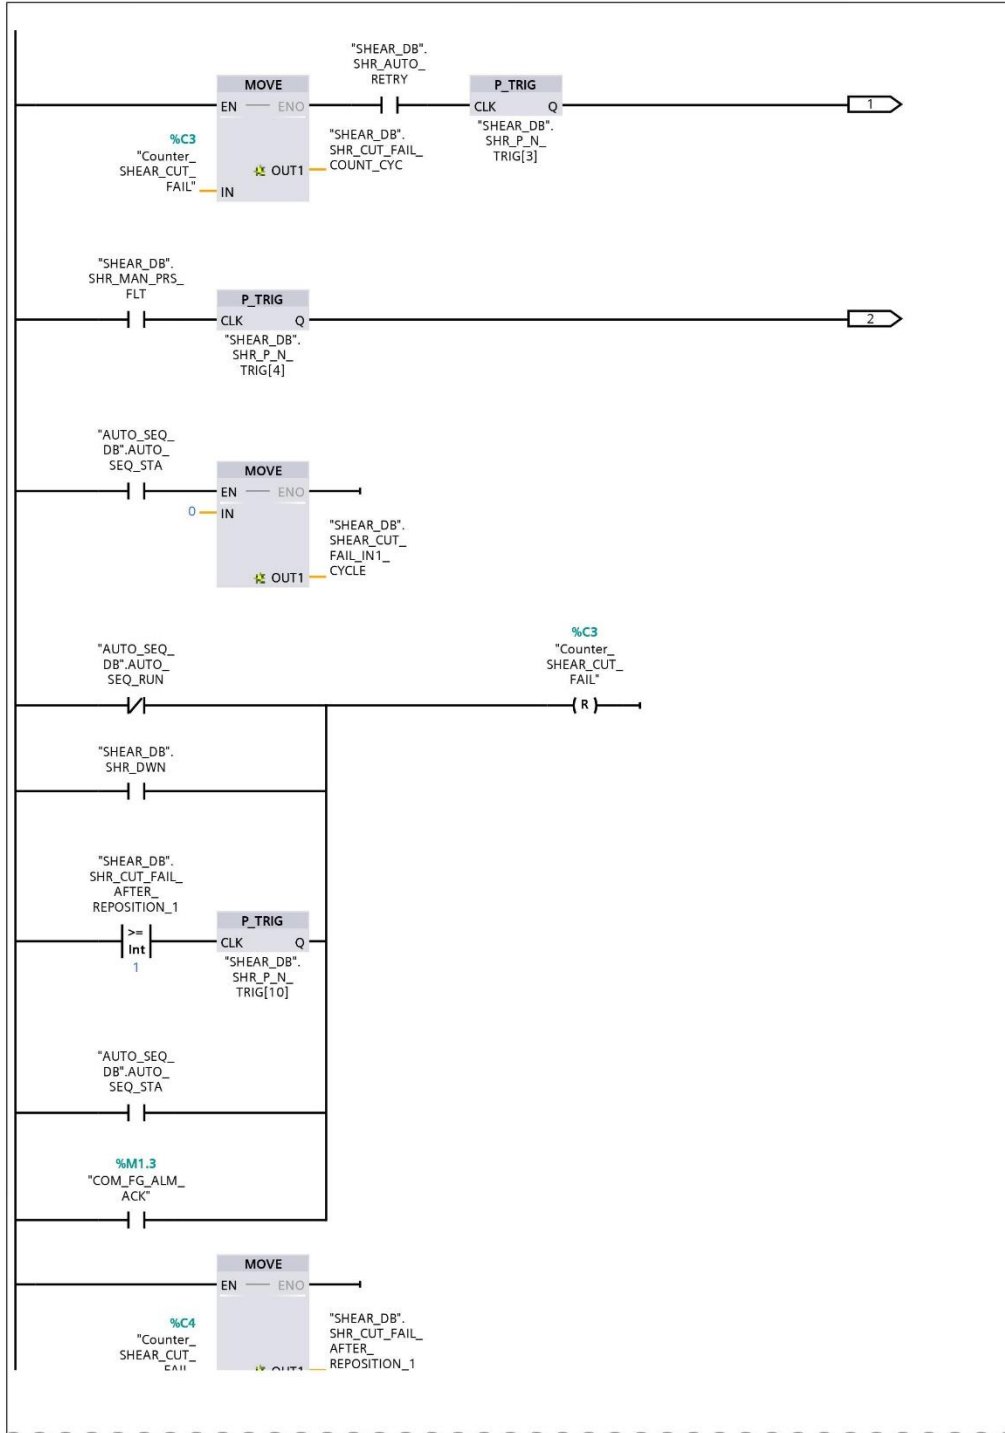 "SHEAR_DB".
SHR_AUTO_
RETRY
MOVE
P_TRIG
EN
ENO
CLK
Q
1
%C3
"Counter_
SHEAR_CUT_
FAIL"
IN
OUT1
"SHEAR_DB".
SHR_CUT_FAIL_
COUNT_CYC
"SHEAR_DB".
SHR_P_N_
TRIG[3]
"SHEAR_DB".
SHR_MAN_PRS_
FLT
P_TRIG
CLK
Q
2
"SHEAR_DB".
SHR_P_N_
TRIG[4]
"AUTO_SEQ_
DB".AUTO_
SEQ_STA
MOVE
EN
ENO
0
IN
OUT1
"SHEAR_DB".
SHEAR_CUT_
FAIL_IN1_
CYCLE
"AUTO_SEQ_
DB".AUTO_
SEQ_RUN
%C3
"Counter_
SHEAR_CUT_
FAIL"
R
"SHEAR_DB".
SHR_DWN
"SHEAR_DB".
SHR_CUT_FAIL_
AFTER_
REPOSITION_1
>=
Int
1
P_TRIG
CLK
Q
"SHEAR_DB".
SHR_P_N_
TRIG[10]
"AUTO_SEQ_
DB".AUTO_
SEQ_STA
%M1.3
"COM_FG_ALM_
ACK"
MOVE
EN
ENO
%C4
"Counter_
SHEAR_CUT_
FAIL
OUT1
"SHEAR_DB".
SHR_CUT_FAIL_
AFTER_
REPOSITION_1